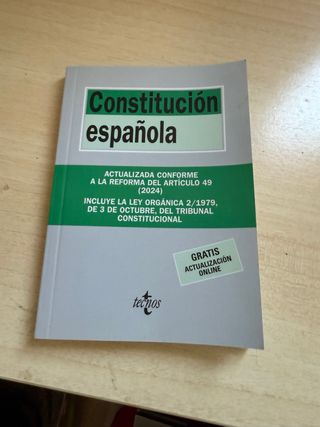 Constitución
española
ACTUALIZADA CONFORME
A LA REFORMA DEL ARTÍCULO 49
(2024)
INCLUYE LA LEY ORGÁNICA 2/1979,
DE 3 DE OCTUBRE, DEL TRIBUNAL
CONSTITUCIONAL
GRATIS
ACTUALIZACIÓN
ONLINE
tecnos